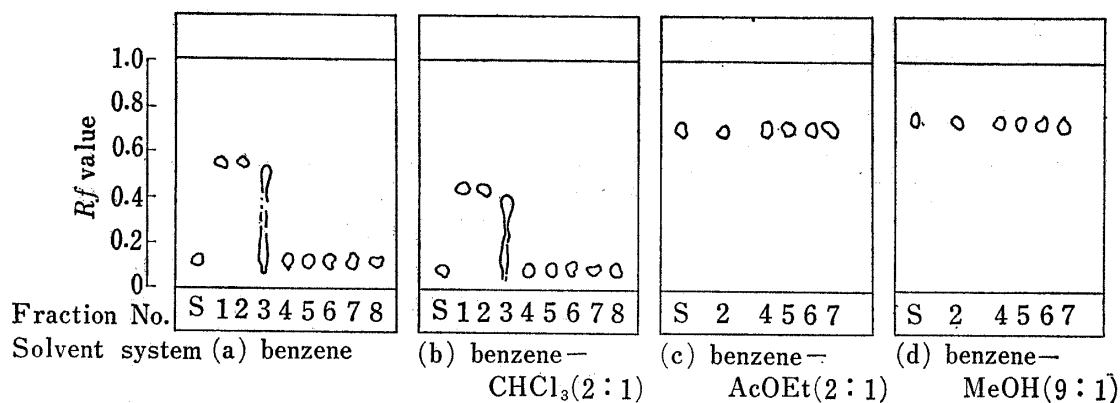 1.0
0.8
0.6
0.4
0.2
0
Rf value
Fraction No. S 1 2 3 4 5 6 7 8 S 1 2 3 4 5 6 7 8 S 2 4 5 6 7 S 2 4 5 6 7
Solvent system (a) benzene (b) benzene— (c) benzene— (d) benzene—
CHCl₃(2:1) AcOEt(2:1) MeOH(9:1)